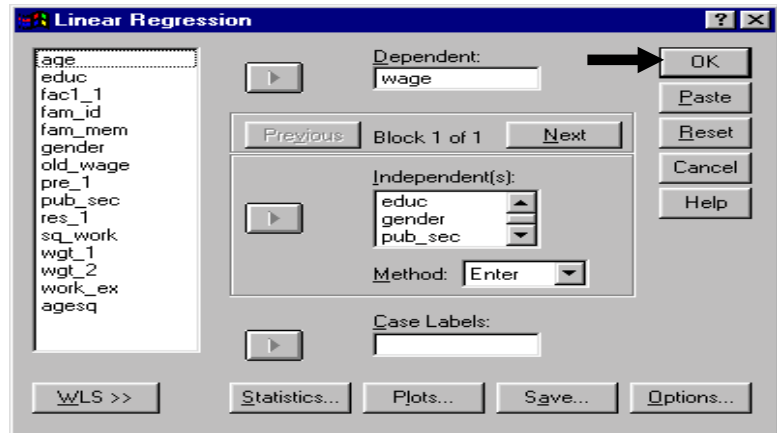 Linear Regression
age
educ
fac1_1
fam_id
fam_mem
gender
old_wage
pre_1
pub_sec
res_1
sq_work
wgt_1
wgt_2
work_ex
agesq
Dependent:
wage
Previous
Block 1 of 1
Next
Independent(s):
educ
gender
pub_sec
Method: Enter
Case Labels:
OK
Paste
Reset
Cancel
Help
WLS >>
Statistics...
Plots...
Save...
Options...